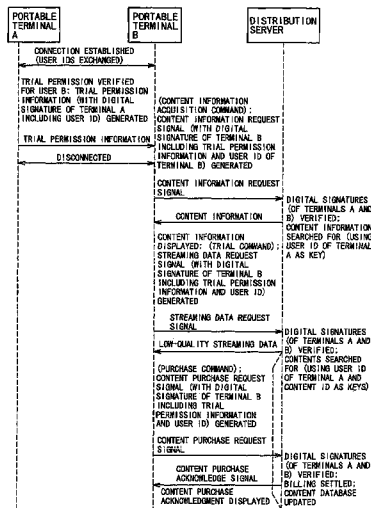 PORTABLE
TERMINAL
A
PORTABLE
TERMINAL
B
DISTRIBUTION
SERVER
CONNECTION ESTABLISHED
(USER IDS EXCHANGED)
TRIAL PERMISSION VERIFIED
FOR USER B: TRIAL PERMISSION
INFORMATION (WITH DIGITAL
SIGNATURE OF TERMINAL A
INCLUDING USER ID) GENERATED
TRIAL PERMISSION INFORMATION
DISCONNECTED
(CONTENT INFORMATION
ACQUISITION COMMAND);
CONTENT INFORMATION REQUEST
SIGNAL (WITH DIGITAL
SIGNATURE OF TERMINAL B
INCLUDING TRIAL PERMISSION
INFORMATION AND USER ID OF
TERMINAL B) GENERATED
CONTENT INFORMATION REQUEST
SIGNAL
DIGITAL SIGNATURES
(OF TERMINALS A AND
B) VERIFIED;
CONTENT INFORMATION
SEARCHED FOR (USING
USER ID OF TERMINAL
A AS KEY)
CONTENT INFORMATION
CONTENT INFORMATION
DISPLAYED: (TRIAL COMMAND);
STREAMING DATA REQUEST
SIGNAL (WITH DIGITAL
SIGNATURE OF TERMINAL B
INCLUDING TRIAL PERMISSION
INFORMATION AND USER ID)
GENERATED
STREAMING DATA REQUEST
SIGNAL
DIGITAL SIGNATURES
(OF TERMINALS A AND
B) VERIFIED;
CONTENTS SEARCHED
FOR (USING USER ID
OF TERMINAL A AND
CONTENT ID AS KEYS)
LOW-QUALITY STREAMING DATA
(PURCHASE COMMAND);
CONTENT PURCHASE REQUEST
SIGNAL (WITH DIGITAL
SIGNATURE OF TERMINAL B
INCLUDING TRIAL
PERMISSION INFORMATION
AND USER ID) GENERATED
CONTENT PURCHASE REQUEST
SIGNAL
DIGITAL SIGNATURES
(OF TERMINALS A AND
B) VERIFIED;
BILLING SETTLED;
CONTENT DATABASE
UPDATED
CONTENT PURCHASE
ACKNOWLEDGE SIGNAL
CONTENT PURCHASE
ACKNOWLEDGMENT DISPLAYED